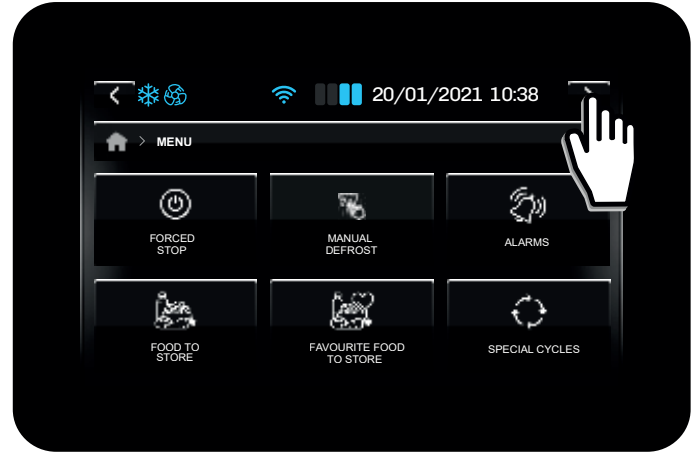 20/01/2021 10:38
> MENU
FORCED
STOP
MANUAL
DEFROST
ALARMS
FOOD TO
STORE
FAVOURITE FOOD
TO STORE
SPECIAL CYCLES